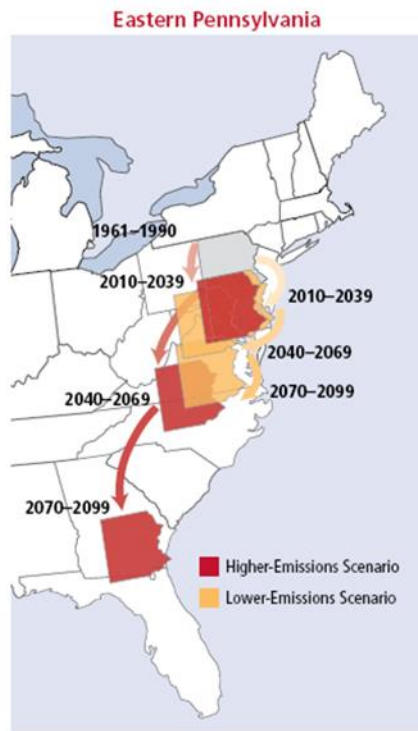 Eastern Pennsylvania
1961–1990
2010–2039
2010–2039
2040–2069
2070–2099
2040–2069
2070–2099
Higher-Emissions Scenario
Lower-Emissions Scenario